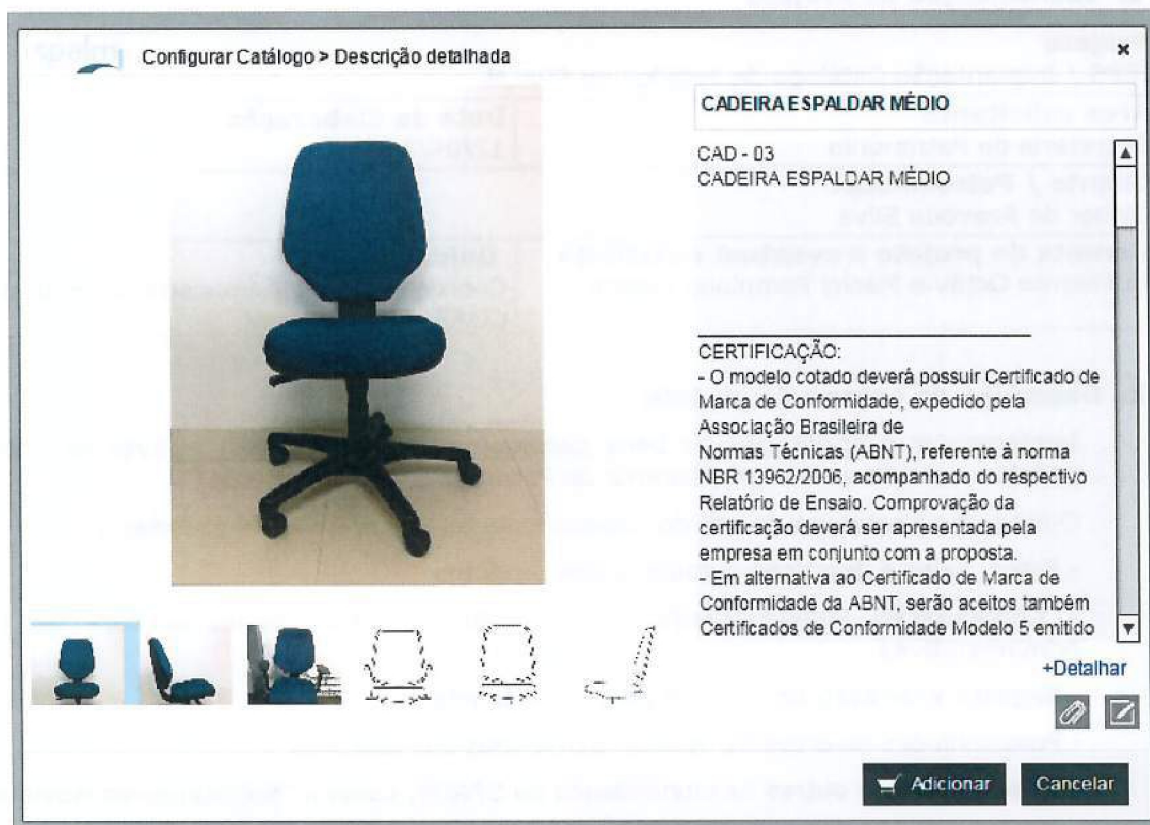 Configurar Catálogo > Descrição detalhada
×
CADEIRA ESPALDAR MÉDIO
CAD - 03
CADEIRA ESPALDAR MÉDIO
CERTIFICAÇÃO:
- O modelo cotado deverá possuir Certificado de
Marca de Conformidade, expedido pela
Associação Brasileira de
Normas Técnicas (ABNT), referente à norma
NBR 13962/2006, acompanhado do respectivo
Relatório de Ensaio. Comprovação da
certificação deverá ser apresentada pela
empresa em conjunto com a proposta.
- Em alternativa ao Certificado de Marca de
Conformidade da ABNT, serão aceitos também
Certificados de Conformidade Modelo 5 emitido
+Detalhar
Adicionar
Cancelar